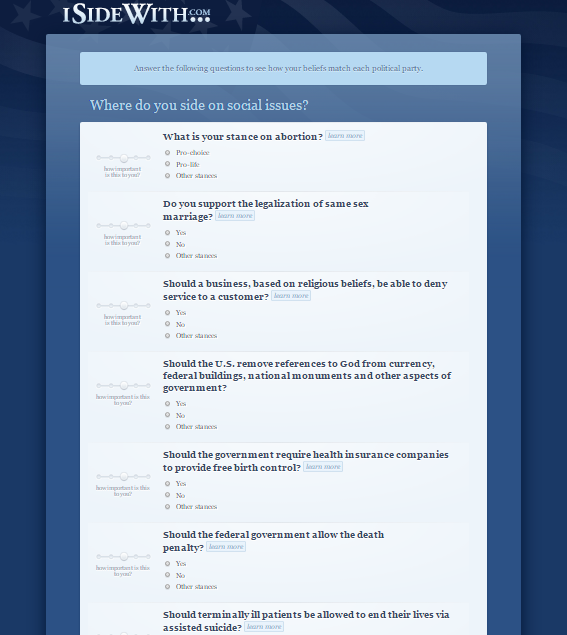 iSideWith.com...
Answer the following questions to see how your beliefs match each political party.
Where do you side on social issues?
What is your stance on abortion? learn more
Pro-choice
Pro-life
Other stances
how important
is this to you?
Do you support the legalization of same sex
marriage? learn more
Yes
No
Other stances
how important
is this to you?
Should a business, based on religious beliefs, be able to deny
service to a customer? learn more
Yes
No
Other stances
how important
is this to you?
Should the U.S. remove references to God from currency,
federal buildings, national monuments and other aspects of
government?
Yes
No
Other stances
how important is this
to you?
Should the government require health insurance companies
to provide free birth control? learn more
Yes
No
Other stances
how important is this
to you?
Should the federal government allow the death
penalty? learn more
Yes
No
Other stances
how important is this
to you?
Should terminally ill patients be allowed to end their lives via
assisted suicide? learn more